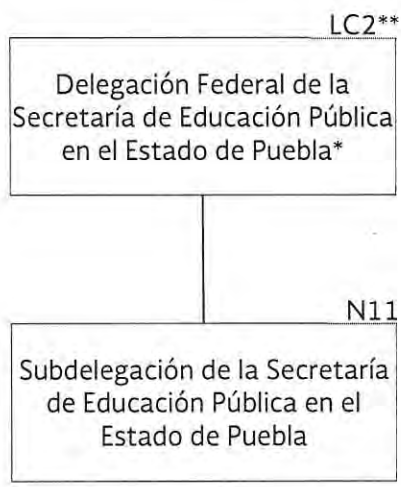 LC2**
Delegación Federal de la
Secretaría de Educación Pública
en el Estado de Puebla*
N11
Subdelegación de la Secretaría
de Educación Pública en el
Estado de Puebla